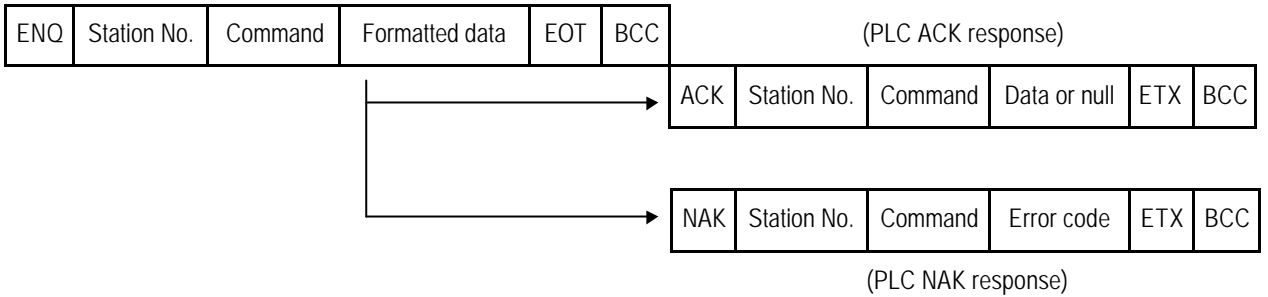 ENQ Station No. Command Formatted data EOT BCC
(PLC ACK response)
ACK Station No. Command Data or null ETX BCC
NAK Station No. Command Error code ETX BCC
(PLC NAK response)